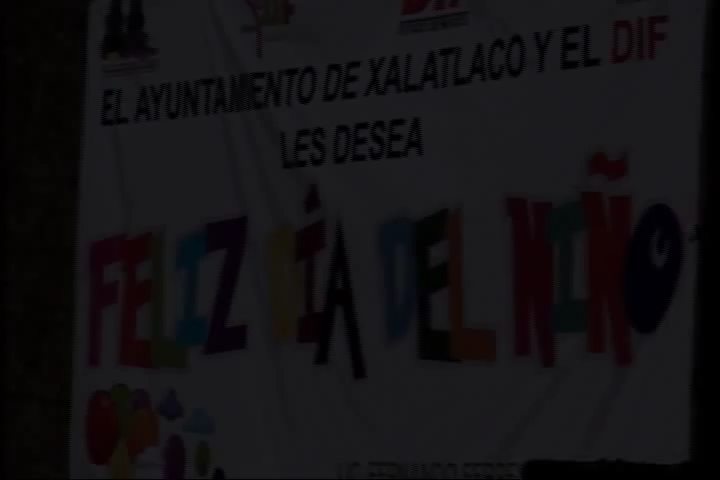 EL AYUNTAMIENTO DE XALATLACO Y EL DIF
LES DESEA
FELIZ DÍA DEL NIÑO